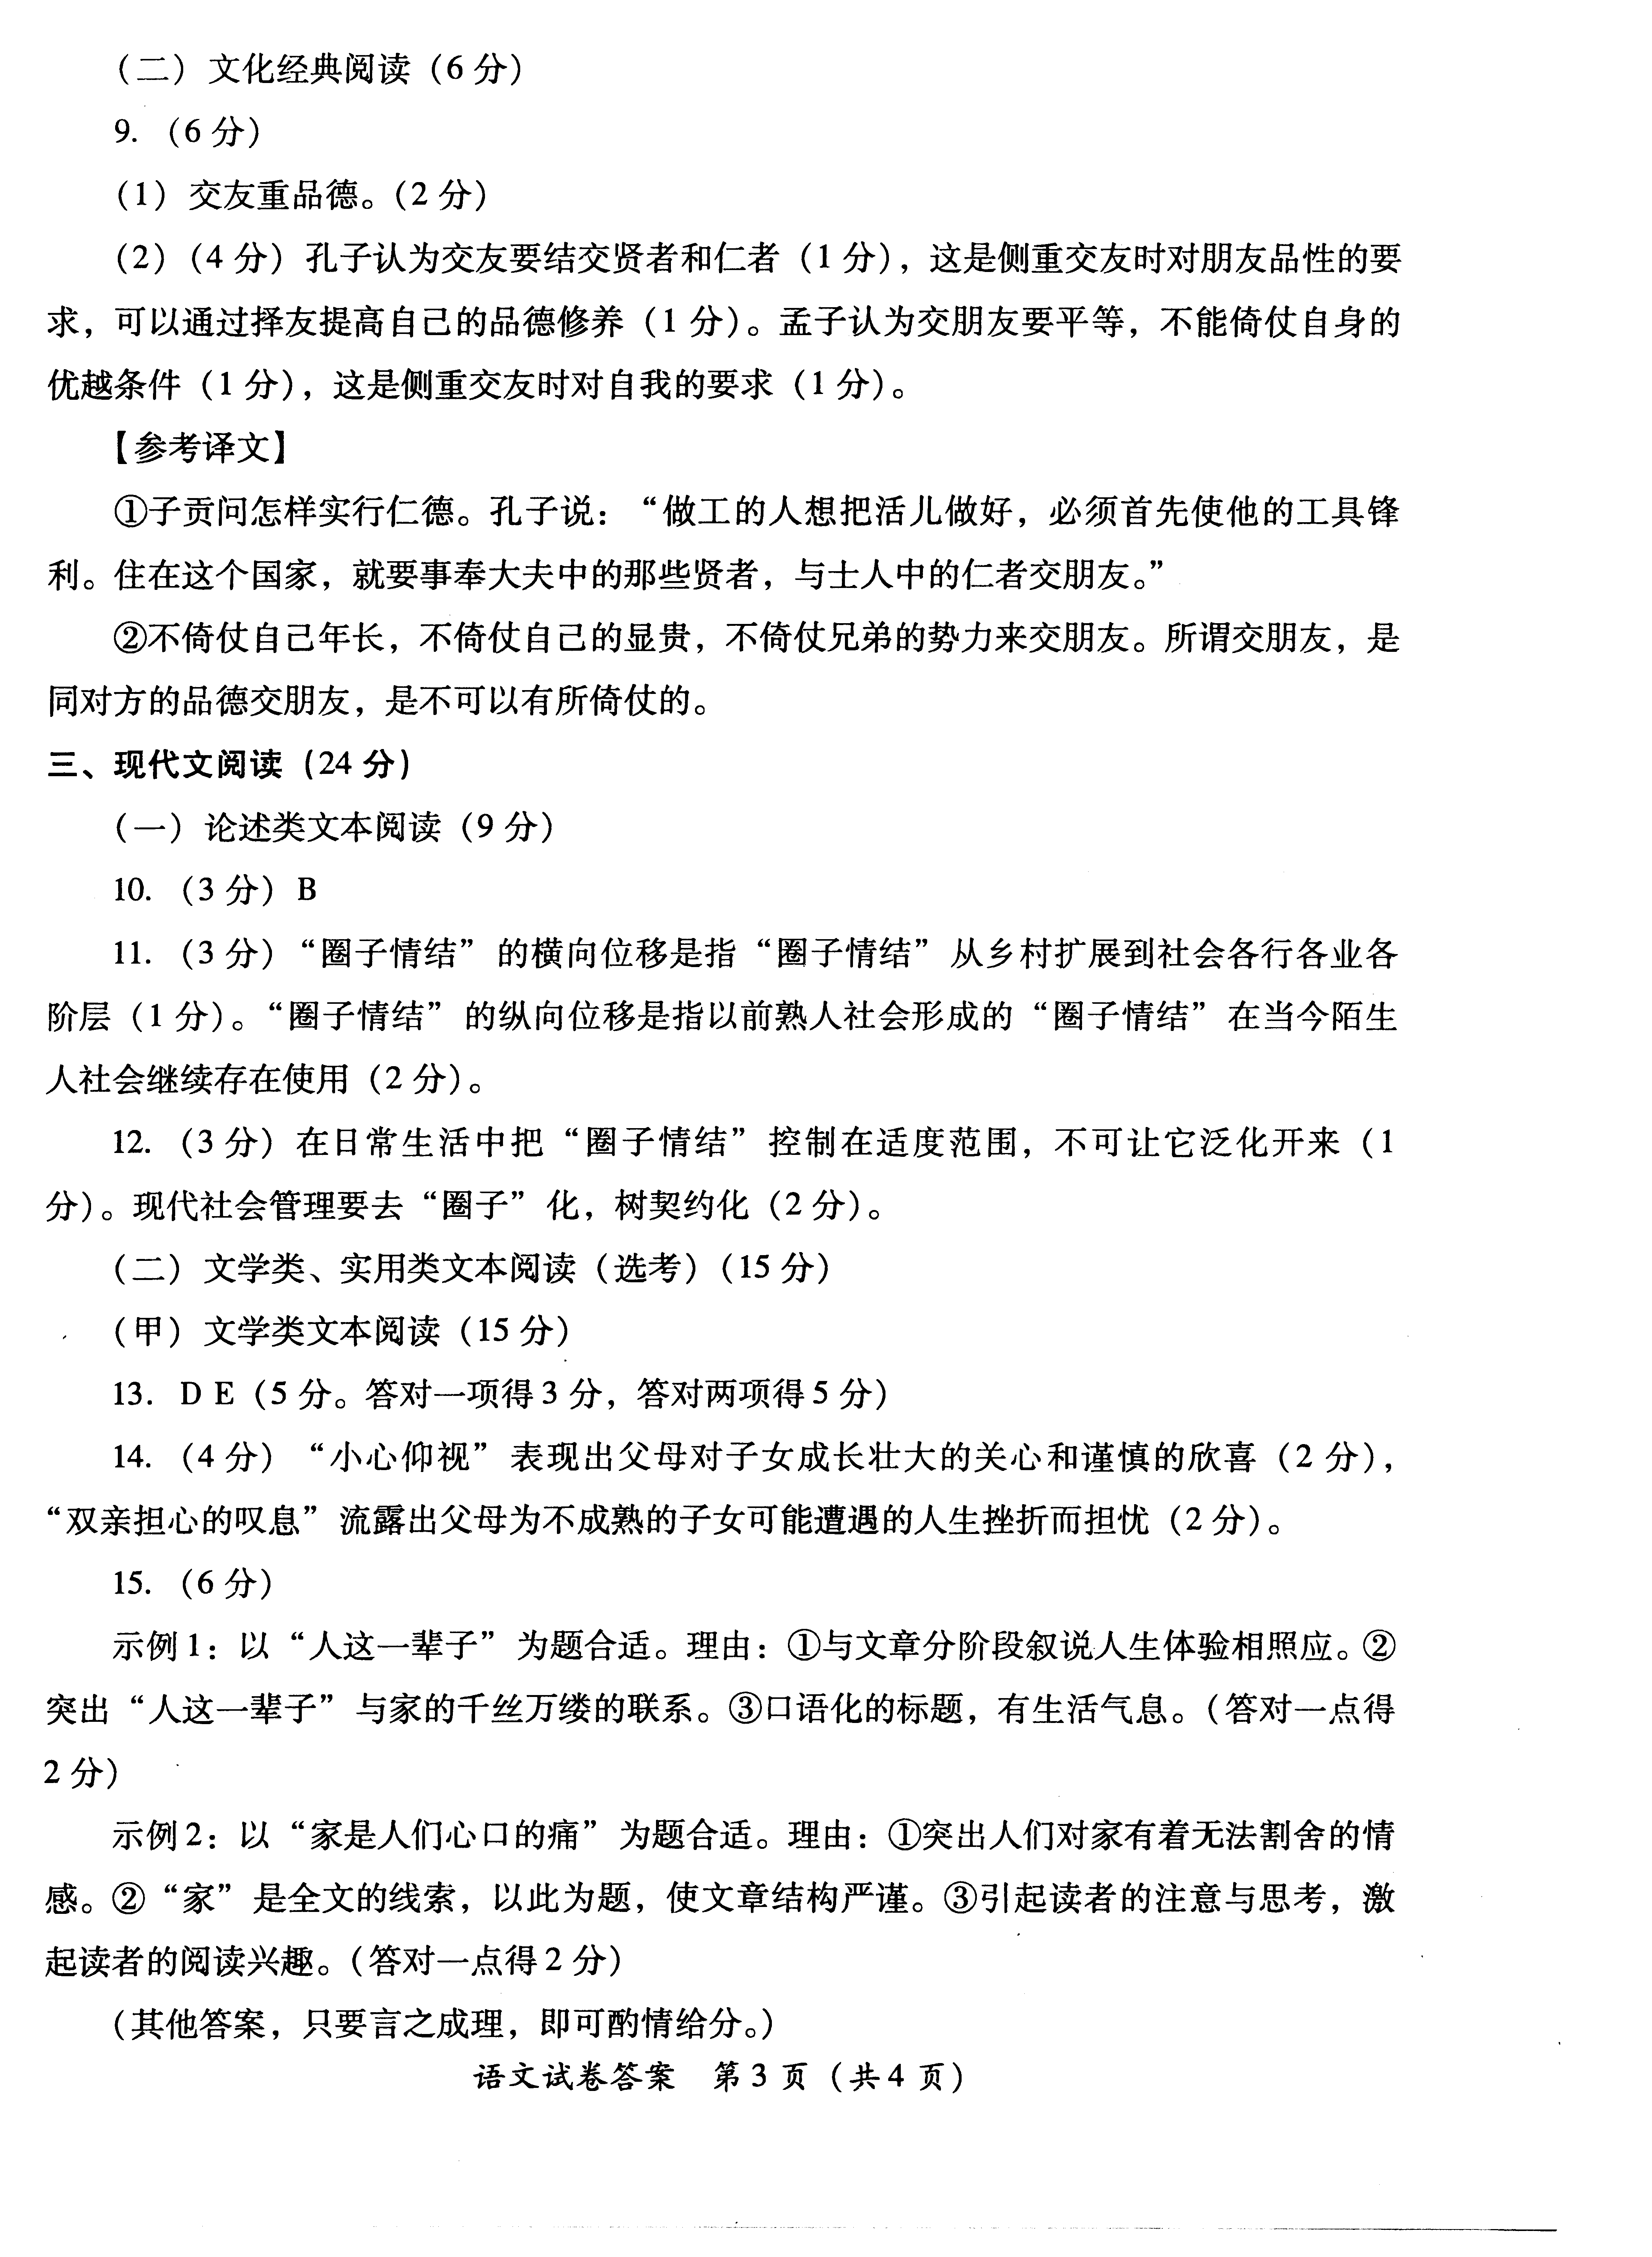 （二）文化经典阅读（6 分）
9. （6 分）
（1）交友重品德。（2 分）
（2）（4 分）孔子认为交友要结交贤者和仁者（1 分），这是侧重交友时对朋友品性的要
求，可以通过择友提高自己的品德修养（1 分）。孟子认为交朋友要平等，不能倚仗自身的
优越条件（1 分），这是侧重交友时对自我的要求（1 分）。
【参考译文】
①子贡问怎样实行仁德。孔子说：“做工的人想把活儿做好，必须首先使他的工具锋
利。住在这个国家，就要事奉大夫中的那些贤者，与士人中的仁者交朋友。”
②不倚仗自己年长，不倚仗自己的显贵，不倚仗兄弟的势力来交朋友。所谓交朋友，是
同对方的品德交朋友，是不可以有所倚仗的。
三、现代文阅读（24 分）
（一）论述类文本阅读（9 分）
10. （3 分）B
11. （3 分）“圈子情结”的横向位移是指“圈子情结”从乡村扩展到社会各行各业各
阶层（1 分）。“圈子情结”的纵向位移是指以前熟人社会形成的“圈子情结”在当今陌生
人社会继续存在使用（2 分）。
12. （3 分）在日常生活中把“圈子情结”控制在适度范围，不可让它泛化开来（1
分）。现代社会管理要去“圈子”化，树契约化（2 分）。
（二）文学类、实用类文本阅读（选考）（15 分）
（甲）文学类文本阅读（15 分）
13. D E（5 分。答对一项得 3 分，答对两项得 5 分）
14. （4 分）“小心仰视”表现出父母对子女成长壮大的关心和谨慎的欣喜（2 分），
“双亲担心的叹息”流露出父母为不成熟的子女可能遭遇的人生挫折而担忧（2 分）。
15. （6 分）
示例 1：以“人这一辈子”为题合适。理由：①与文章分阶段叙说人生体验相照应。②
突出“人这一辈子”与家的千丝万缕的联系。③口语化的标题，有生活气息。（答对一点得
2 分）
示例 2：以“家是人们心口的痛”为题合适。理由：①突出人们对家有着无法割舍的情
感。②“家”是全文的线索，以此为题，使文章结构严谨。③引起读者的注意与思考，激
起读者的阅读兴趣。（答对一点得 2 分）
（其他答案，只要言之成理，即可酌情给分。）
语文试卷答案 第 3 页（共 4 页）